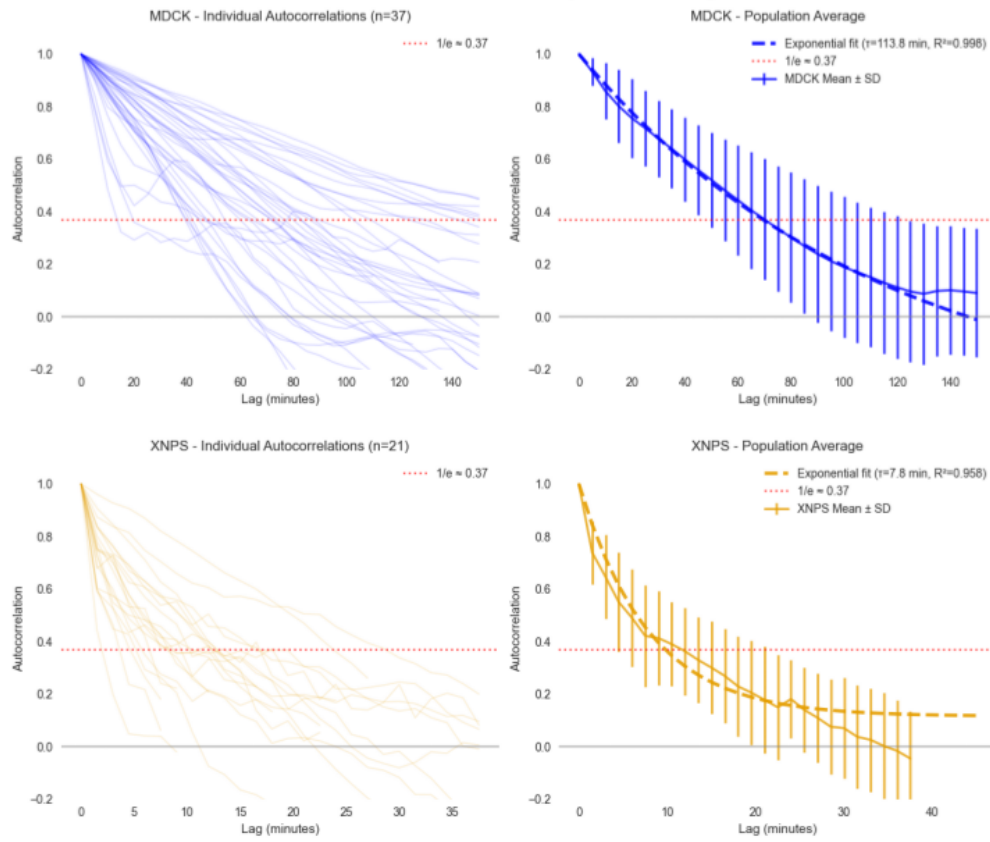 MDCK - Individual Autocorrelations (n=37)
1/e ≈ 0.37
1.0
0.8
0.6
0.4
0.2
0.0
−0.2
Autocorrelation
0 20 40 60 80 100 120 140
Lag (minutes)
MDCK - Population Average
Exponential fit (τ=113.8 min, R²=0.998)
1/e ≈ 0.37
MDCK Mean ± SD
1.0
0.8
0.6
0.4
0.2
0.0
−0.2
Autocorrelation
0 20 40 60 80 100 120 140
Lag (minutes)
XNPS - Individual Autocorrelations (n=21)
1/e ≈ 0.37
1.0
0.8
0.6
0.4
0.2
0.0
−0.2
Autocorrelation
0 5 10 15 20 25 30 35
Lag (minutes)
XNPS - Population Average
Exponential fit (τ=7.8 min, R²=0.958)
1/e ≈ 0.37
XNPS Mean ± SD
1.0
0.8
0.6
0.4
0.2
0.0
−0.2
Autocorrelation
0 10 20 30 40
Lag (minutes)